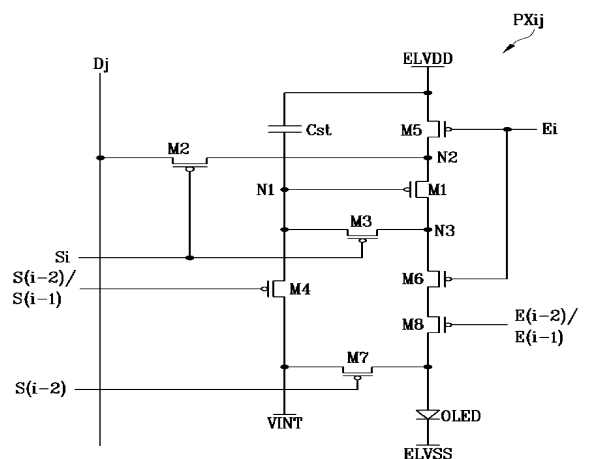 PXij
Dj
ELVDD
Cst
M5
Ei
M2
N2
N1
M1
M3
N3
Si
S(i-2)/
S(i-1)
M4
M6
M8
E(i-2)/
E(i-1)
M7
S(i-2)
VINT
OLED
ELVSS